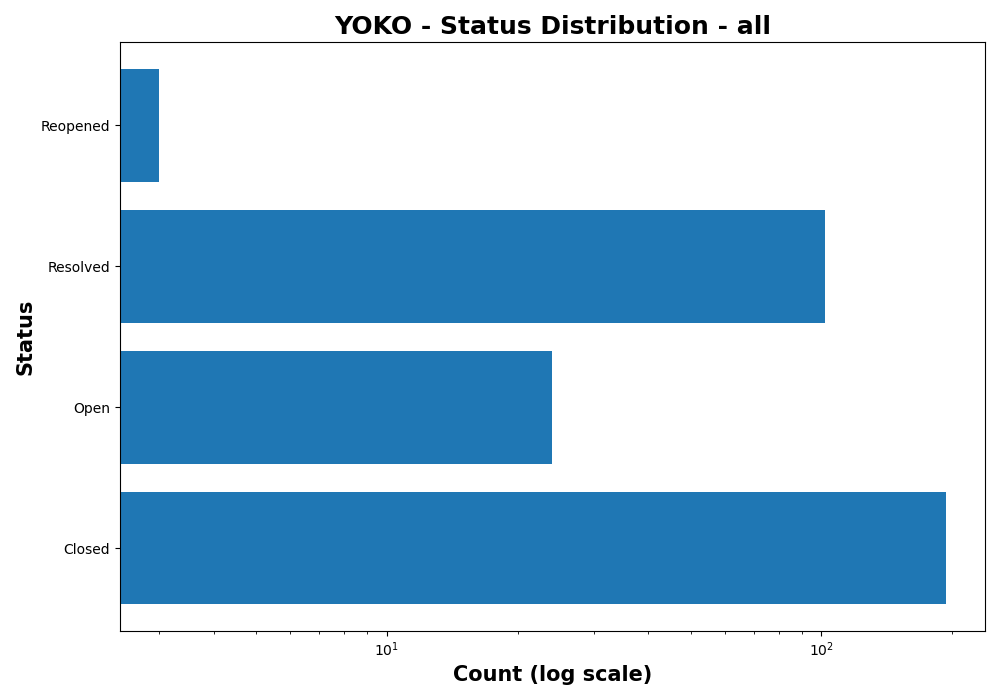 YOKO - Status Distribution - all
Status
Reopened
Resolved
Open
Closed
10¹
10²
Count (log scale)